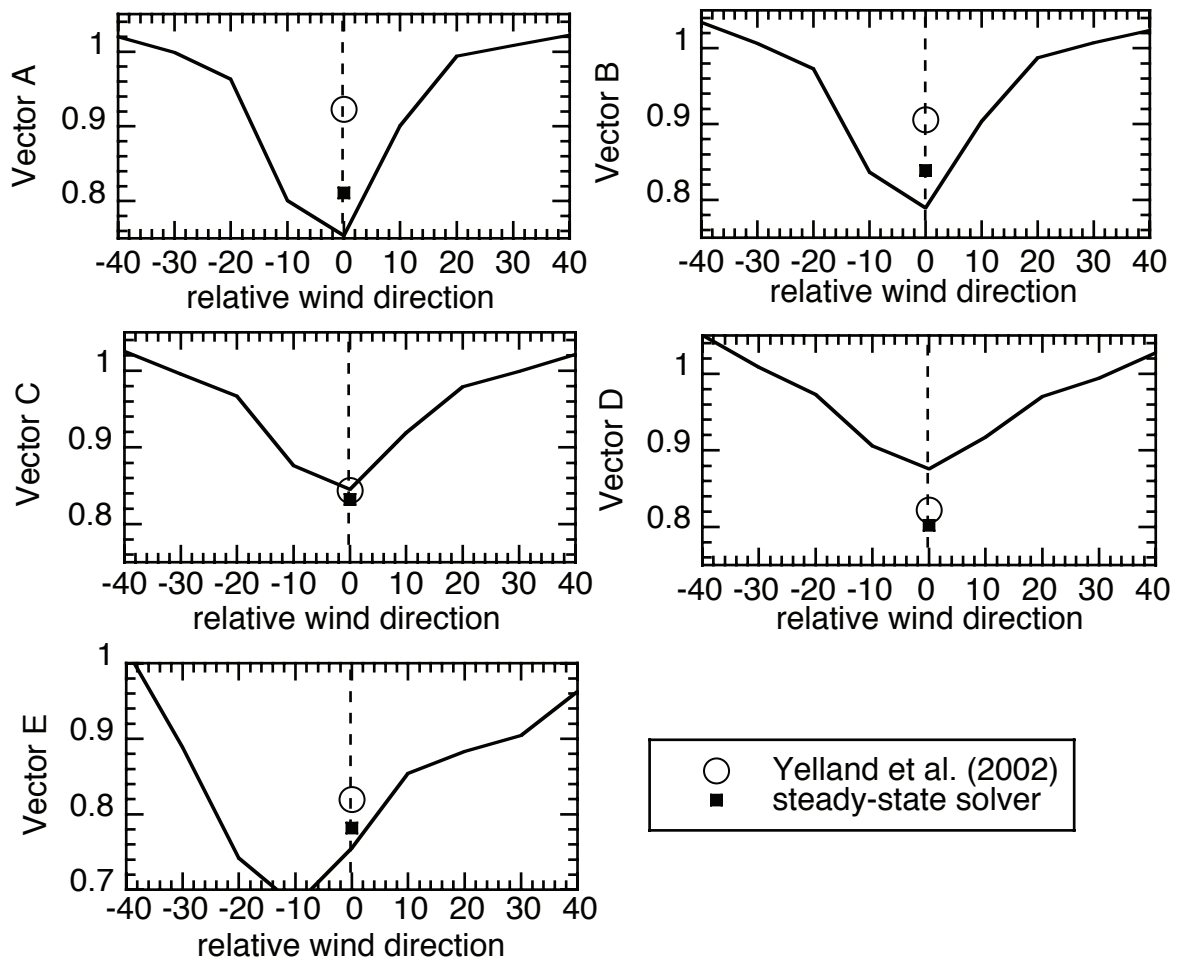 Vector A
1
0.9
0.8
-40 -30 -20 -10 0 10 20 30 40
relative wind direction
Vector B
1
0.9
0.8
-40 -30 -20 -10 0 10 20 30 40
relative wind direction
Vector C
1
0.9
0.8
-40 -30 -20 -10 0 10 20 30 40
relative wind direction
Vector D
1
0.9
0.8
-40 -30 -20 -10 0 10 20 30 40
relative wind direction
Vector E
1
0.9
0.8
0.7
-40 -30 -20 -10 0 10 20 30 40
relative wind direction
Yelland et al. (2002)
steady-state solver